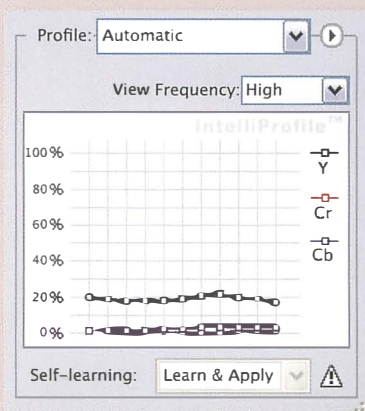 Profile: Automatic
View Frequency: High
IntelliProfile™
100%
80%
60%
40%
20%
0%
Y
Cr
Cb
Self-learning: Learn & Apply